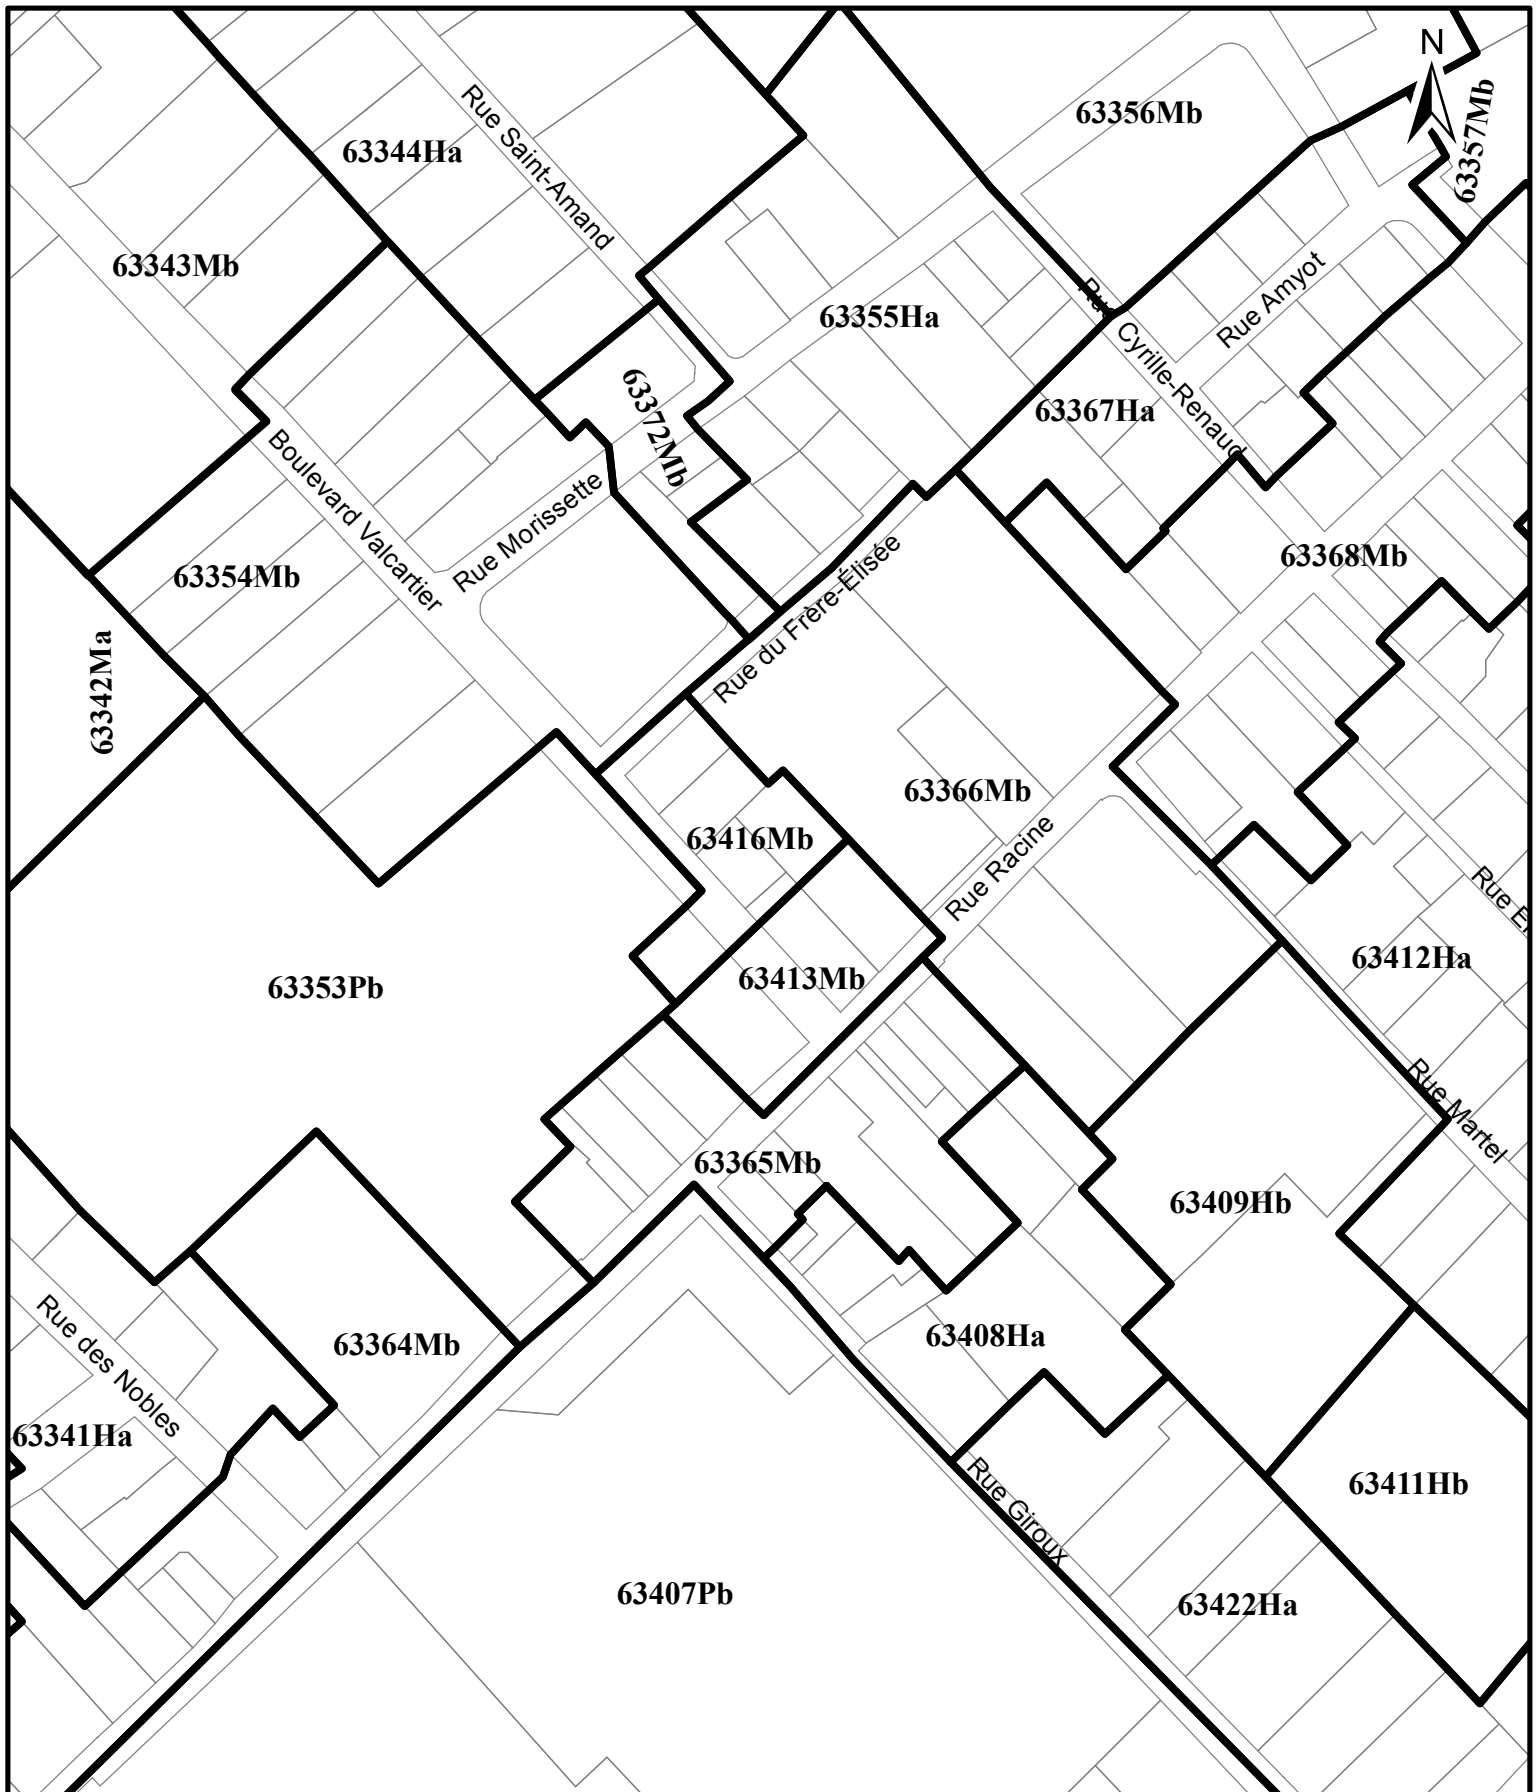 N
63356Mb
63357Mb
63344Ha
Rue Saint-Amand
63343Mb
63355Ha
Rue Amyot
Rue Cyrille-Renaud
63367Ha
63372Mb
Boulevard Valcartier
Rue Morissette
63354Mb
63368Mb
Rue du Frère-Élisée
63342Ma
63366Mb
63416Mb
Rue Racine
63412Ha
63413Mb
63353Pb
Rue Martel
63365Mb
63409Hb
63408Ha
63364Mb
Rue des Nobles
63341Ha
63411Hb
Rue Giroux
63407Pb
63422Ha